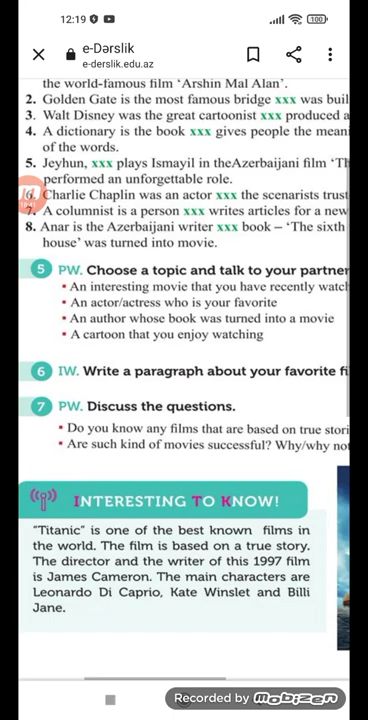 12:19
100
e-Dərslik
e-derslik.edu.az
the world-famous film ‘Arshin Mal Alan’.
2. Golden Gate is the most famous bridge xxx was buil
3. Walt Disney was the great cartoonist xxx produced a
4. A dictionary is the book xxx gives people the mean
of the words.
5. Jeyhun, xxx plays Ismayil in theAzerbaijani film ‘Th
performed an unforgettable role.
6. Charlie Chaplin was an actor xxx the scenarists trust
7. A columnist is a person xxx writes articles for a new
8. Anar is the Azerbaijani writer xxx book – ‘The sixth
house’ was turned into movie.
5 PW. Choose a topic and talk to your partner
▪ An interesting movie that you have recently watch
▪ An actor/actress who is your favorite
▪ An author whose book was turned into a movie
▪ A cartoon that you enjoy watching
6 IW. Write a paragraph about your favorite fi
7 PW. Discuss the questions.
▪ Do you know any films that are based on true stori
▪ Are such kind of movies successful? Why/why not
INTERESTING TO KNOW!
“Titanic” is one of the best known films in
the world. The film is based on a true story.
The director and the writer of this 1997 film
is James Cameron. The main characters are
Leonardo Di Caprio, Kate Winslet and Billi
Jane.
Recorded by mobizen